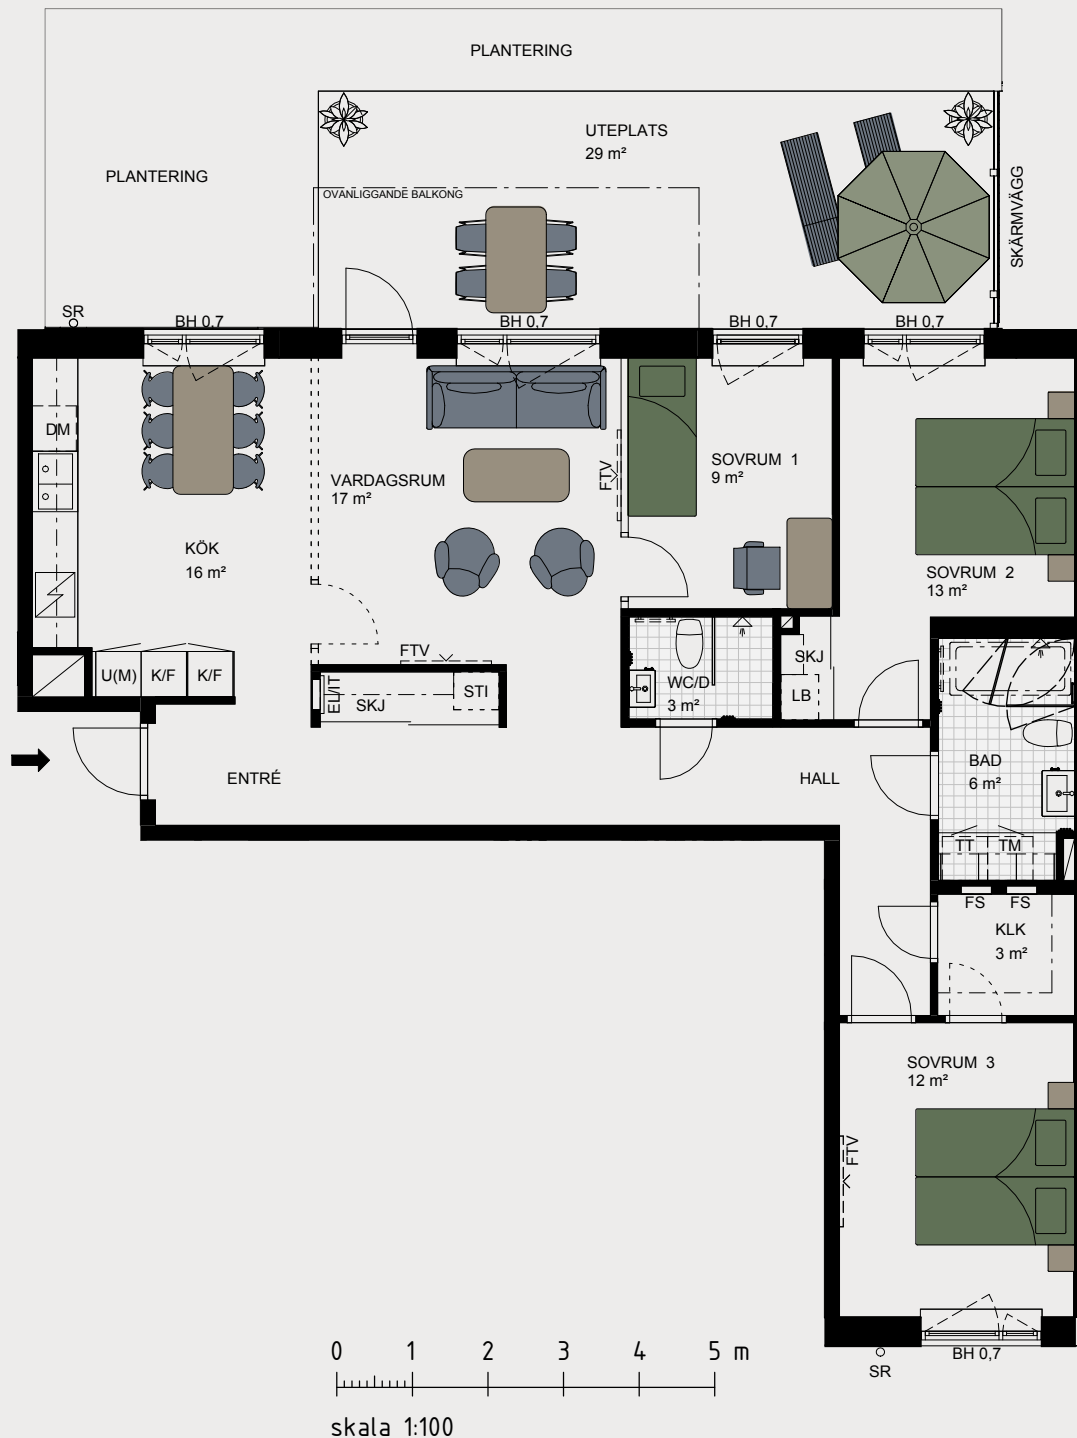 PLANTERING
PLANTERING
UTEPLATS
29 m²
OVANLIGGANDE BALKONG
SKÄRMVÄGG
SR
BH 0,7
BH 0,7
BH 0,7
BH 0,7
DM
VARDAGSRUM
17 m²
FTV
SOVRUM 1
9 m²
KÖK
16 m²
SOVRUM 2
13 m²
FTV
U(M)
K/F
K/F
EL/IT
SKJ
STI
WC/D
3 m²
SKJ
LB
ENTRÉ
HALL
BAD
6 m²
TT
TM
FS
FS
KLK
3 m²
SOVRUM 3
12 m²
FTV
BH 0,7
SR
0 1 2 3 4 5 m
skala 1:100